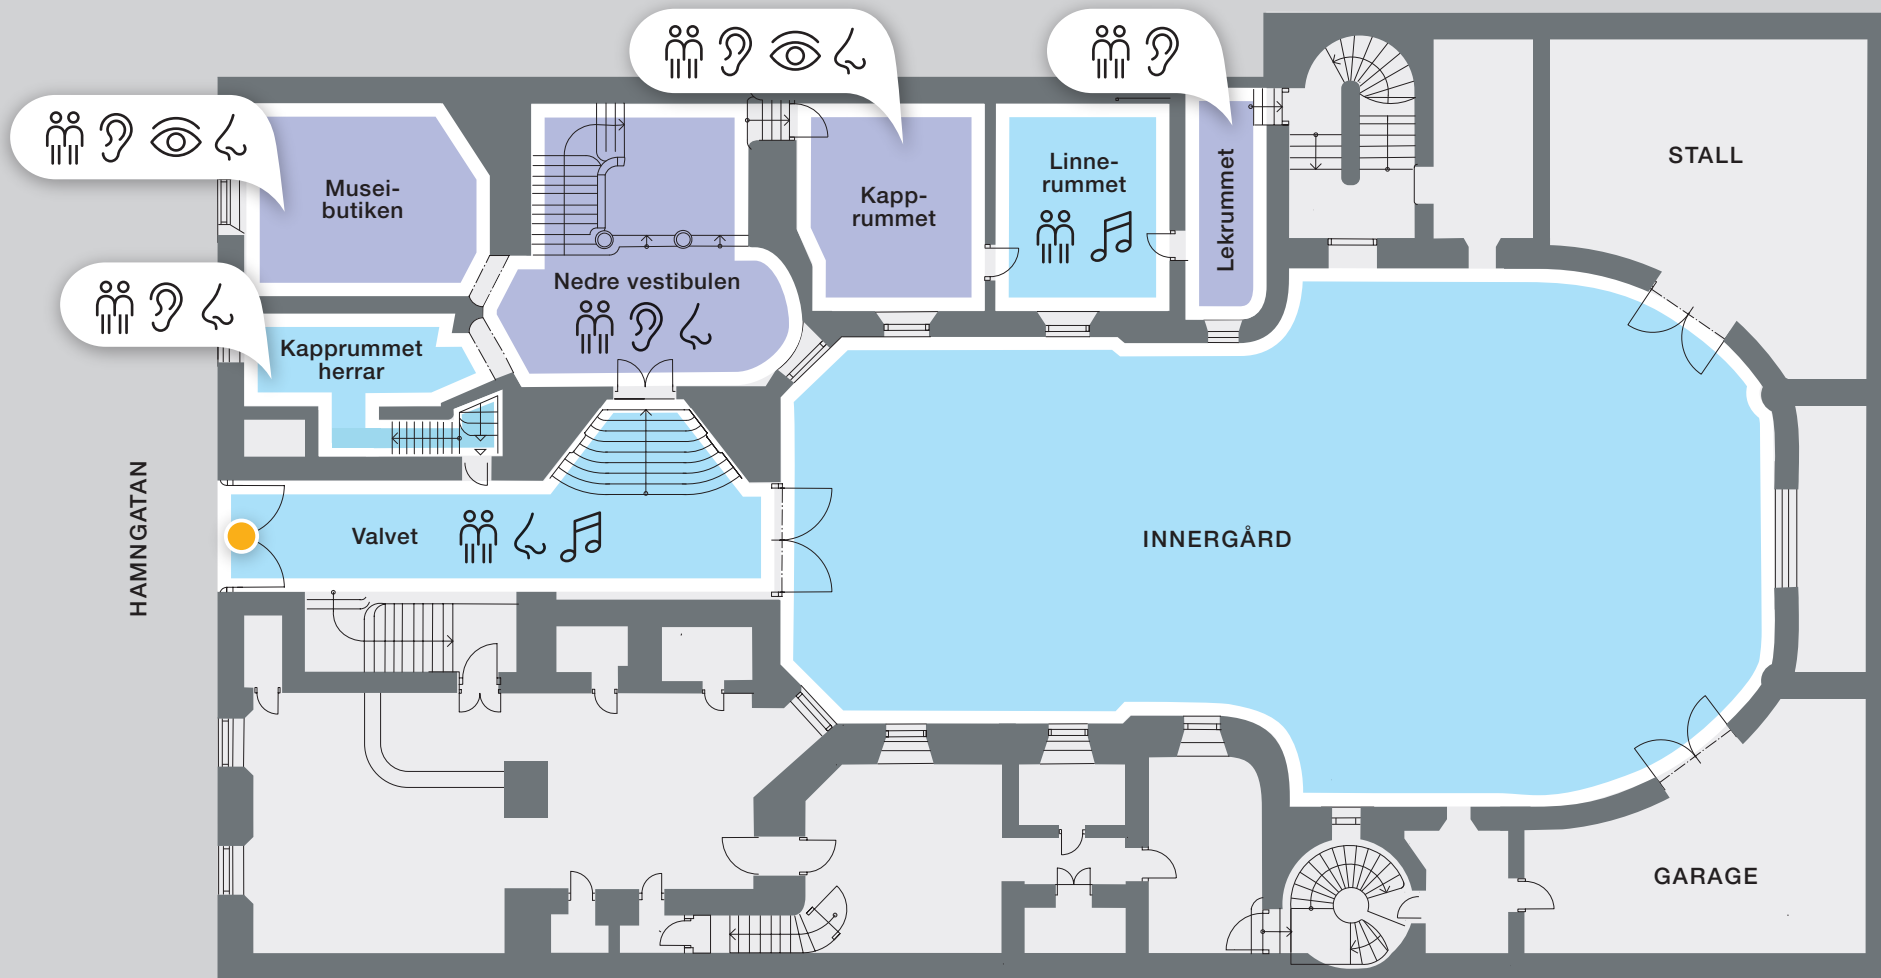 Musei-
butiken
Kapp-
rummet
Linne-
rummet
Lekrummet
STALL
Nedre vestibulen
Kapprummet
herrar
HAMNGATAN
Valvet
INNERGÅRD
GARAGE